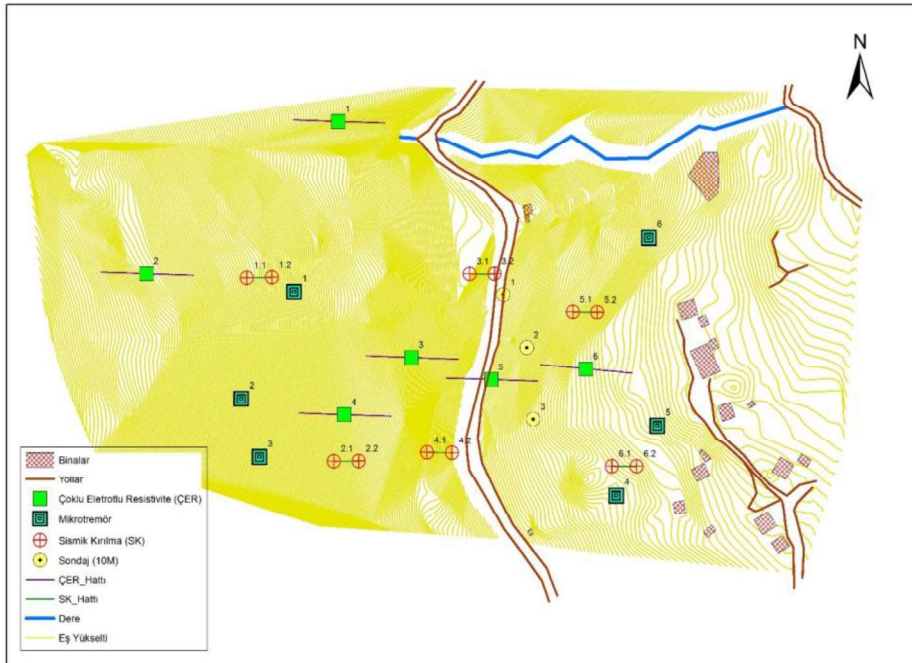 N
1
2
1.1 1.2
1
3.1 3.2
1
6
5.1 5.2
2
3
6
5
2
4
3
5
3
2.1 2.2
4.1 4.2
6.1 6.2
4
Binalar
Yollar
Çoklu Eletrotlu Resistivite (ÇER)
Mikrotremör
Sismik Kırılma (SK)
Sondaj (10M)
ÇER_Hattı
SK_Hattı
Dere
Eş Yükselti